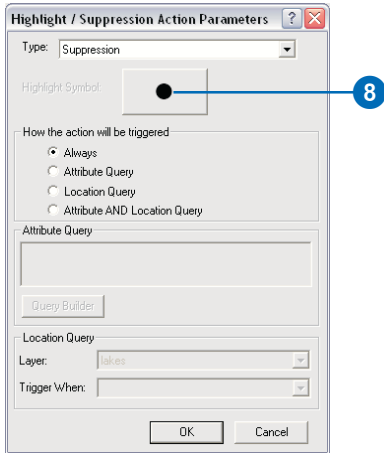 Highlight / Suppression Action Parameters
Type: Suppression
Highlight Symbol:
8
How the action will be triggered
Always
Attribute Query
Location Query
Attribute AND Location Query
Attribute Query
Query Builder
Location Query
Layer: lakes
Trigger When:
OK Cancel